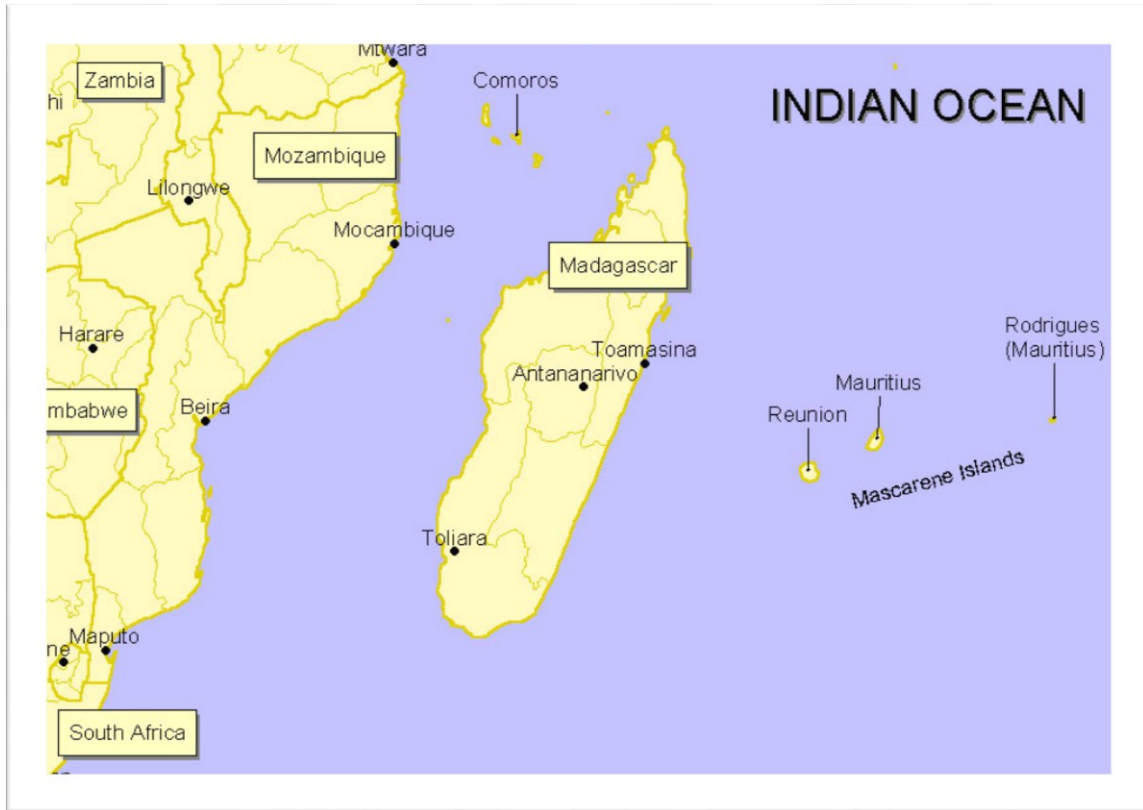 Mtwara
Zambia
Comoros
INDIAN OCEAN
hi
Mozambique
Lilongwe
Mocambique
Madagascar
Rodrigues
(Mauritius)
Harare
Toamasina
Antananarivo
Mauritius
mbabwe
Beira
Reunion
Mascarene Islands
Toliara
ne
Maputo
South Africa